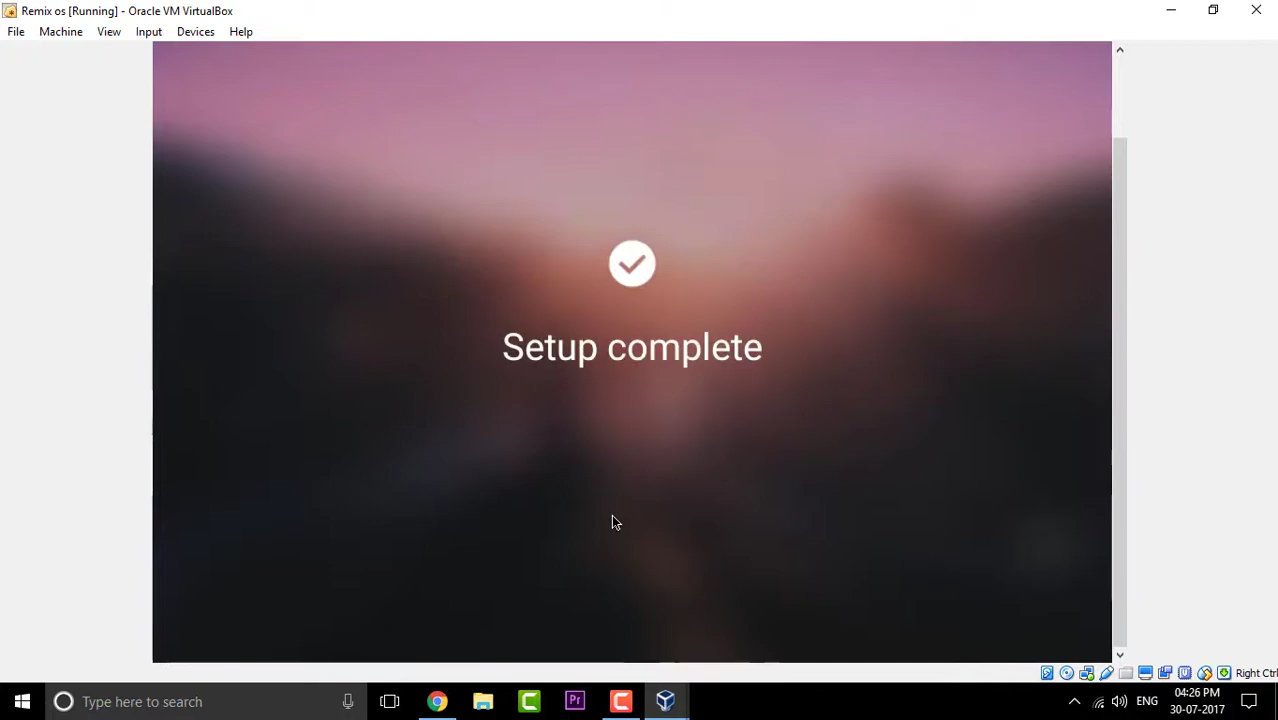 Remix os [Running] - Oracle VM VirtualBox
File Machine View Input Devices Help
Setup complete
Right Ctrl
Type here to search
Pr
ENG
04:26 PM
30-07-2017